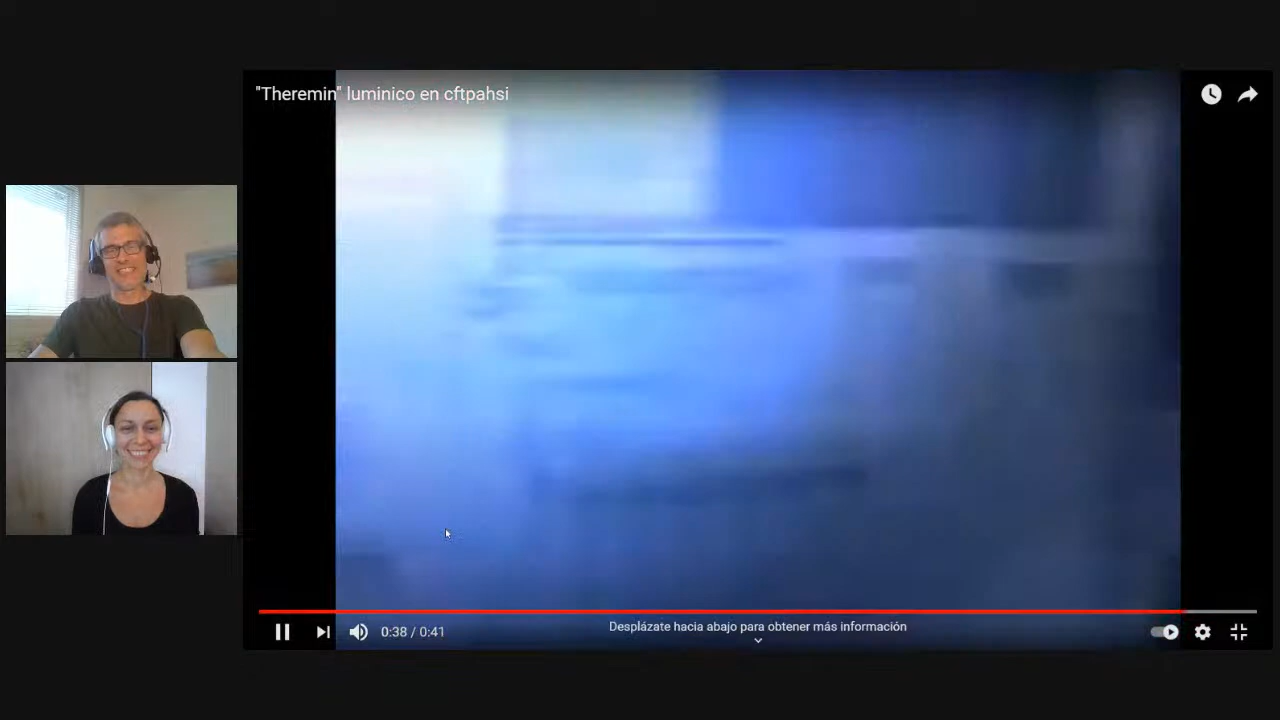 "Theremin" luminico en cftpahsi
0:38 / 0:41
Desplázate hacia abajo para obtener más información